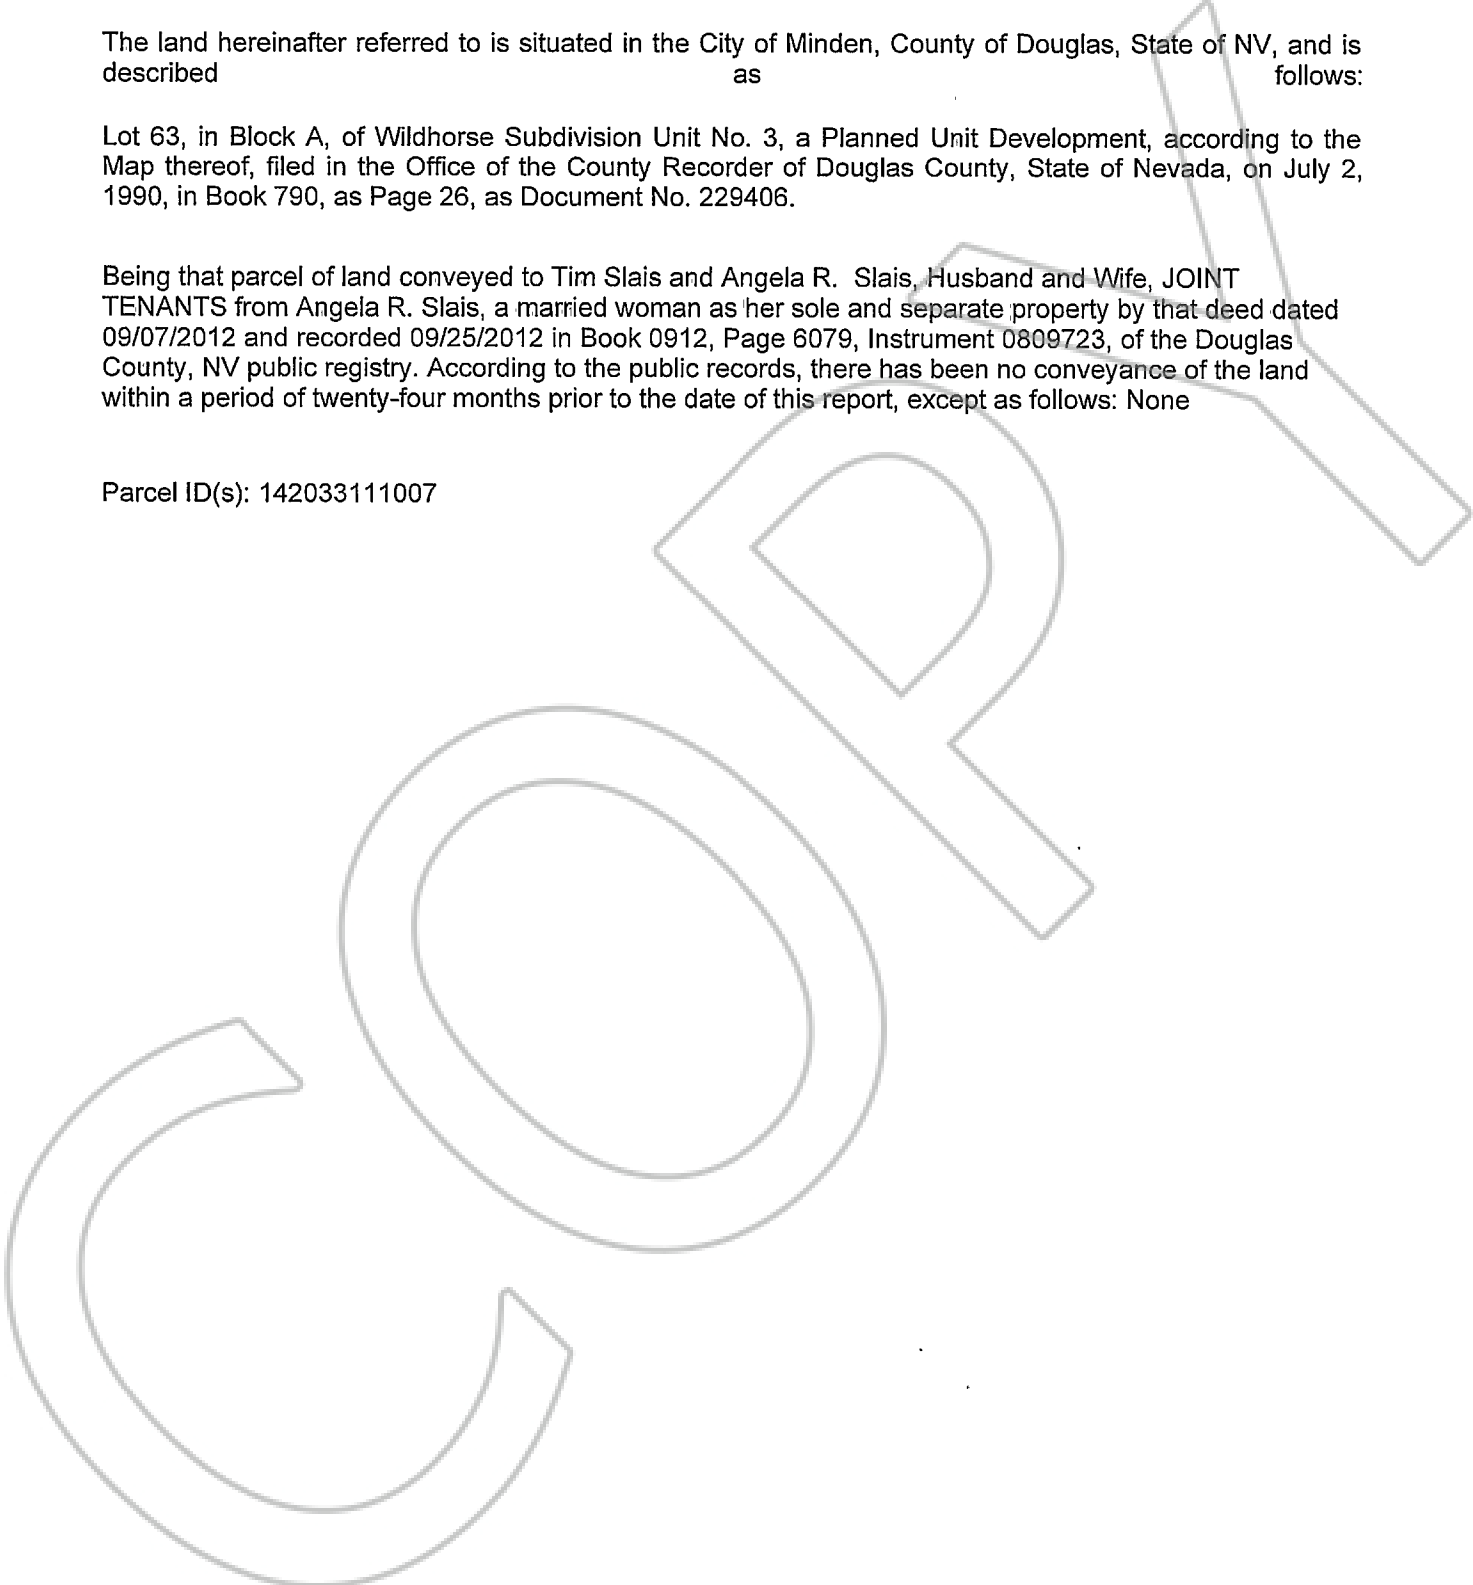 The land hereinafter referred to is situated in the City of Minden, County of Douglas, State of NV, and is
described as follows:
Lot 63, in Block A, of Wildhorse Subdivision Unit No. 3, a Planned Unit Development, according to the
Map thereof, filed in the Office of the County Recorder of Douglas County, State of Nevada, on July 2,
1990, in Book 790, as Page 26, as Document No. 229406.
Being that parcel of land conveyed to Tim Slais and Angela R. Slais, Husband and Wife, JOINT
TENANTS from Angela R. Slais, a married woman as her sole and separate property by that deed dated
09/07/2012 and recorded 09/25/2012 in Book 0912, Page 6079, Instrument 0809723, of the Douglas
County, NV public registry. According to the public records, there has been no conveyance of the land
within a period of twenty-four months prior to the date of this report, except as follows: None
Parcel ID(s): 142033111007
COPY